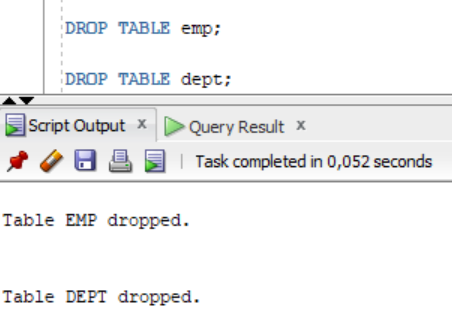 DROP TABLE emp;
DROP TABLE dept;
Script Output x Query Result x
Task completed in 0,052 seconds
Table EMP dropped.
Table DEPT dropped.